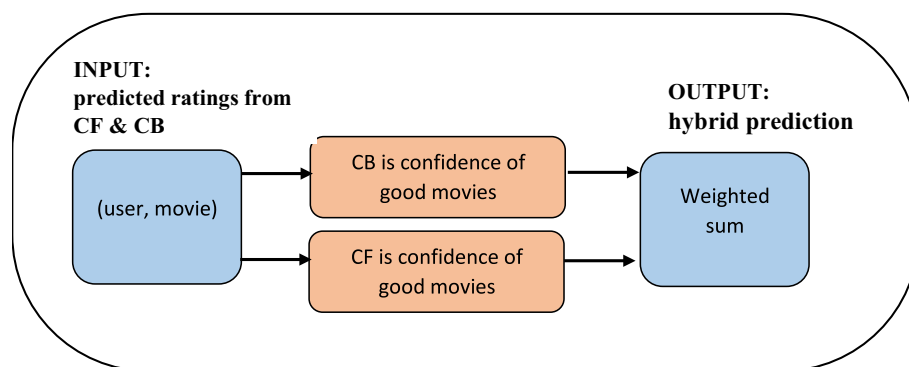 INPUT:
predicted ratings from
CF & CB
(user, movie)
CB is confidence of
good movies
CF is confidence of
good movies
OUTPUT:
hybrid prediction
Weighted
sum